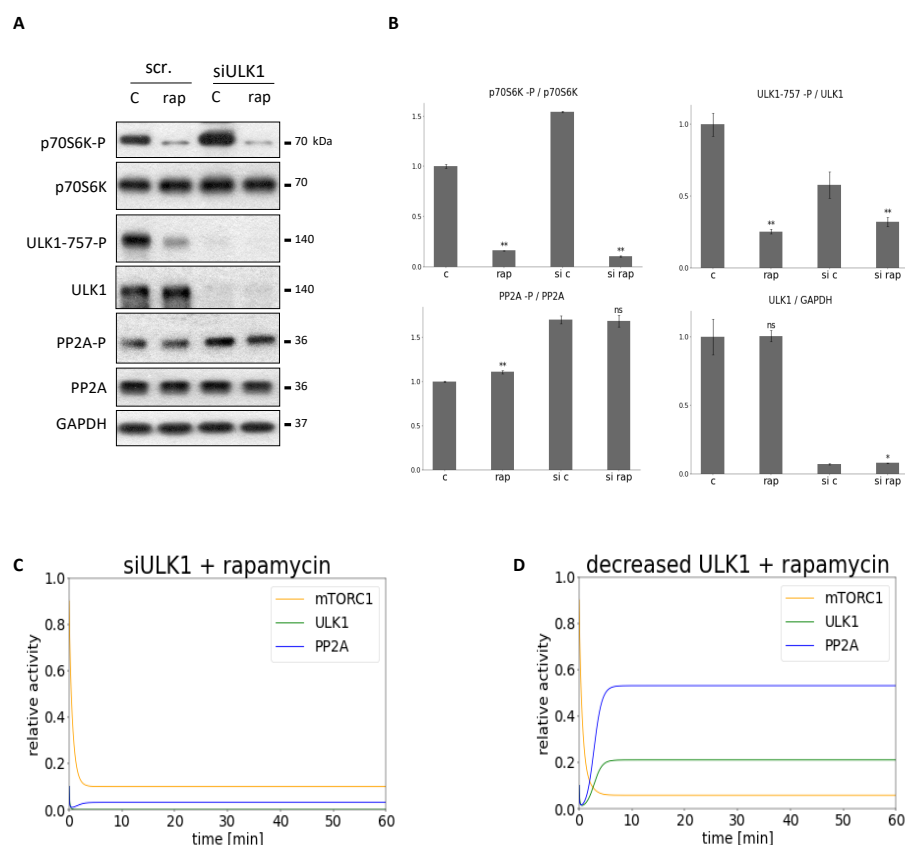 A
scr. siULK1
C rap C rap
p70S6K-P 70 kDa
p70S6K 70
ULK1-757-P 140
ULK1 140
PP2A-P 36
PP2A 36
GAPDH 37
B
p70S6K -P / p70S6K
1.5
1.0
0.5
0.0
** **
c rap si c si rap
ULK1-757 -P / ULK1
1.0
0.5
0.0
** **
c rap si c si rap
PP2A -P / PP2A
1.5
1.0
0.5
0.0
** ns
c rap si c si rap
ULK1 / GAPDH
1.0
0.5
0.0
ns *
c rap si c si rap
C
siULK1 + rapamycin
1.0
0.8
0.6
0.4
0.2
0.0
relative activity
mTORC1
ULK1
PP2A
0 10 20 30 40 50 60
time [min]
D
decreased ULK1 + rapamycin
1.0
0.8
0.6
0.4
0.2
0.0
relative activity
mTORC1
ULK1
PP2A
0 10 20 30 40 50 60
time [min]